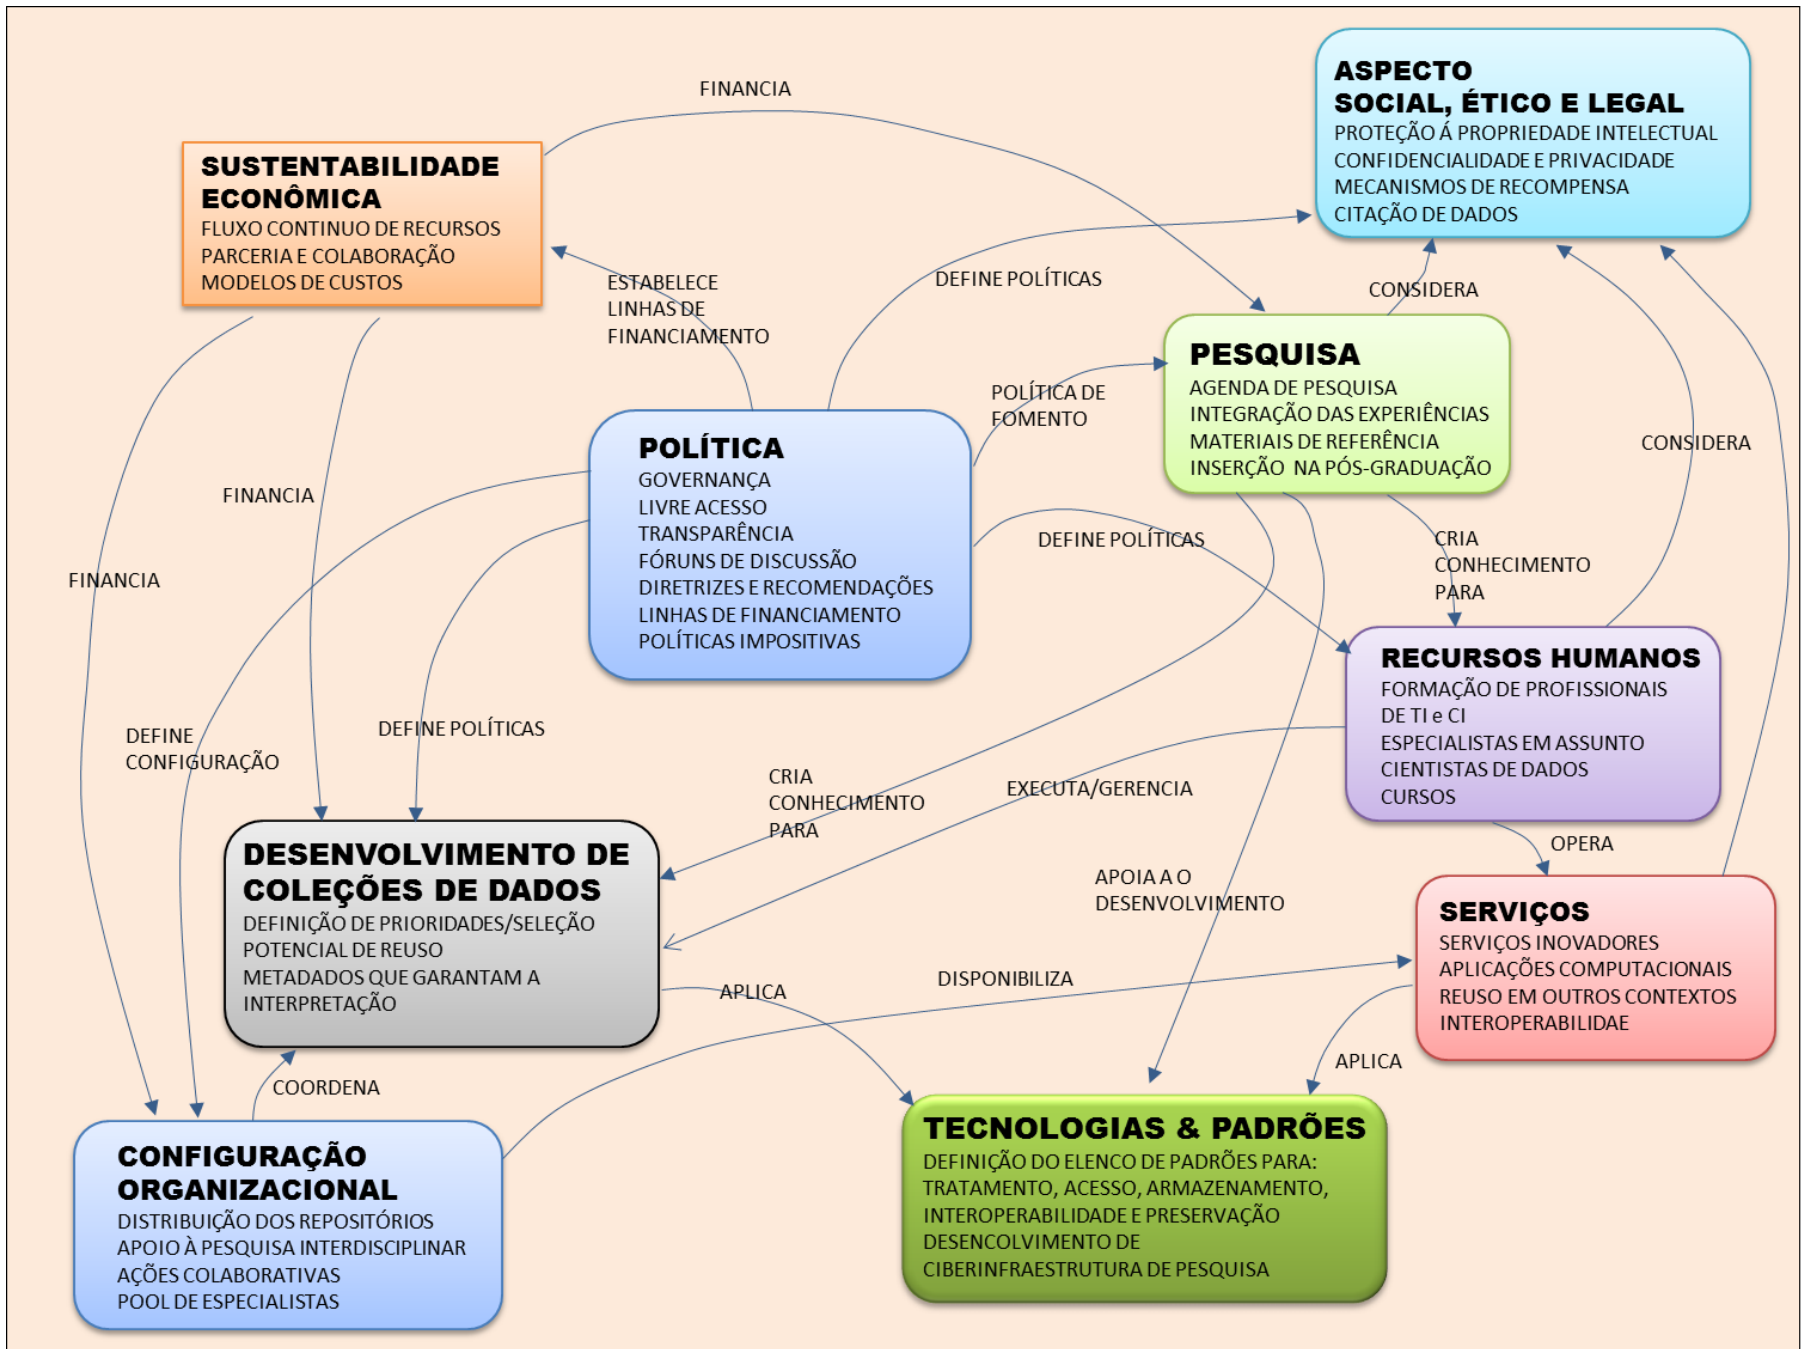 FINANCIA
ASPECTO
SOCIAL, ÉTICO E LEGAL
PROTEÇÃO Á PROPRIEDADE INTELECTUAL
CONFIDENCIALIDADE E PRIVACIDADE
MECANISMOS DE RECOMPENSA
CITAÇÃO DE DADOS
SUSTENTABILIDADE
ECONÔMICA
FLUXO CONTINUO DE RECURSOS
PARCERIA E COLABORAÇÃO
MODELOS DE CUSTOS
ESTABELECE
LINHAS DE
FINANCIAMENTO
DEFINE POLÍTICAS
CONSIDERA
PESQUISA
AGENDA DE PESQUISA
INTEGRAÇÃO DAS EXPERIÊNCIAS
MATERIAIS DE REFERÊNCIA
INSERÇÃO NA PÓS-GRADUAÇÃO
POLÍTICA DE
FOMENTO
CONSIDERA
POLÍTICA
GOVERNANÇA
LIVRE ACESSO
TRANSPARÊNCIA
FÓRUNS DE DISCUSSÃO
DIRETRIZES E RECOMENDAÇÕES
LINHAS DE FINANCIAMENTO
POLÍTICAS IMPOSITIVAS
FINANCIA
FINANCIA
DEFINE POLÍTICAS
CRIA
CONHECIMENTO
PARA
RECURSOS HUMANOS
FORMAÇÃO DE PROFISSIONAIS
DE TI e CI
ESPECIALISTAS EM ASSUNTO
CIENTISTAS DE DADOS
CURSOS
DEFINE
CONFIGURAÇÃO
DEFINE POLÍTICAS
CRIA
CONHECIMENTO
PARA
EXECUTA/GERENCIA
OPERA
DESENVOLVIMENTO DE
COLEÇÕES DE DADOS
DEFINIÇÃO DE PRIORIDADES/SELEÇÃO
POTENCIAL DE REUSO
METADADOS QUE GARANTAM A
INTERPRETAÇÃO
APOIA A O
DESENVOLVIMENTO
SERVIÇOS
SERVIÇOS INOVADORES
APLICAÇÕES COMPUTACIONAIS
REUSO EM OUTROS CONTEXTOS
INTEROPERABILIDAE
APLICA
DISPONIBILIZA
APLICA
COORDENA
CONFIGURAÇÃO
ORGANIZACIONAL
DISTRIBUIÇÃO DOS REPOSITÓRIOS
APOIO À PESQUISA INTERDISCIPLINAR
AÇÕES COLABORATIVAS
POOL DE ESPECIALISTAS
TECNOLOGIAS & PADRÕES
DEFINIÇÃO DO ELENCO DE PADRÕES PARA:
TRATAMENTO, ACESSO, ARMAZENAMENTO,
INTEROPERABILIDADE E PRESERVAÇÃO
DESENCOLVIMENTO DE
CIBERINFRAESTRUTURA DE PESQUISA